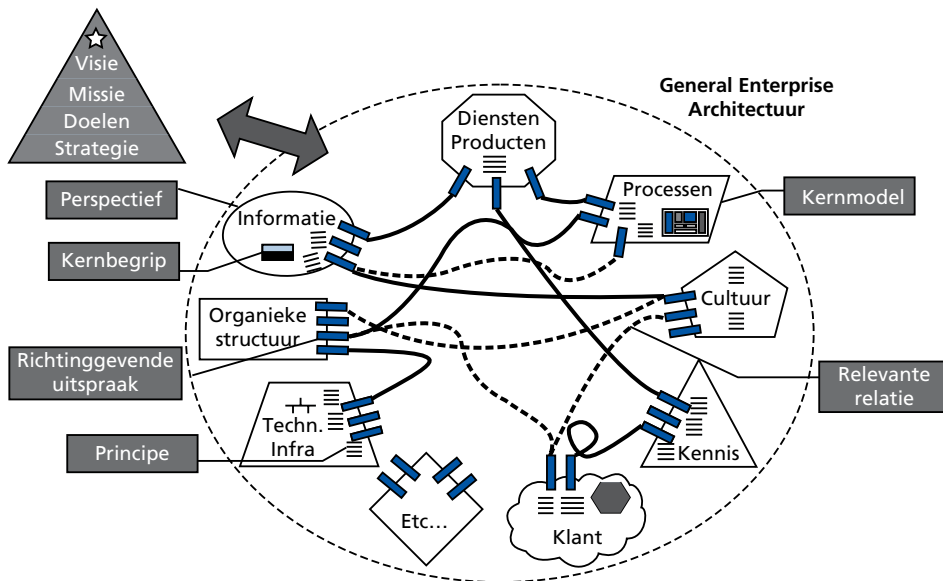 Visie
Missie
Doelen
Strategie
General Enterprise
Architectuur
Diensten
Producten
Perspectief
Informatie
Processen
Kernmodel
Kernbegrip
Organieke
structuur
Cultuur
Richtinggevende
uitspraak
Relevante
relatie
Techn.
Infra
Principe
Kennis
Etc...
Klant